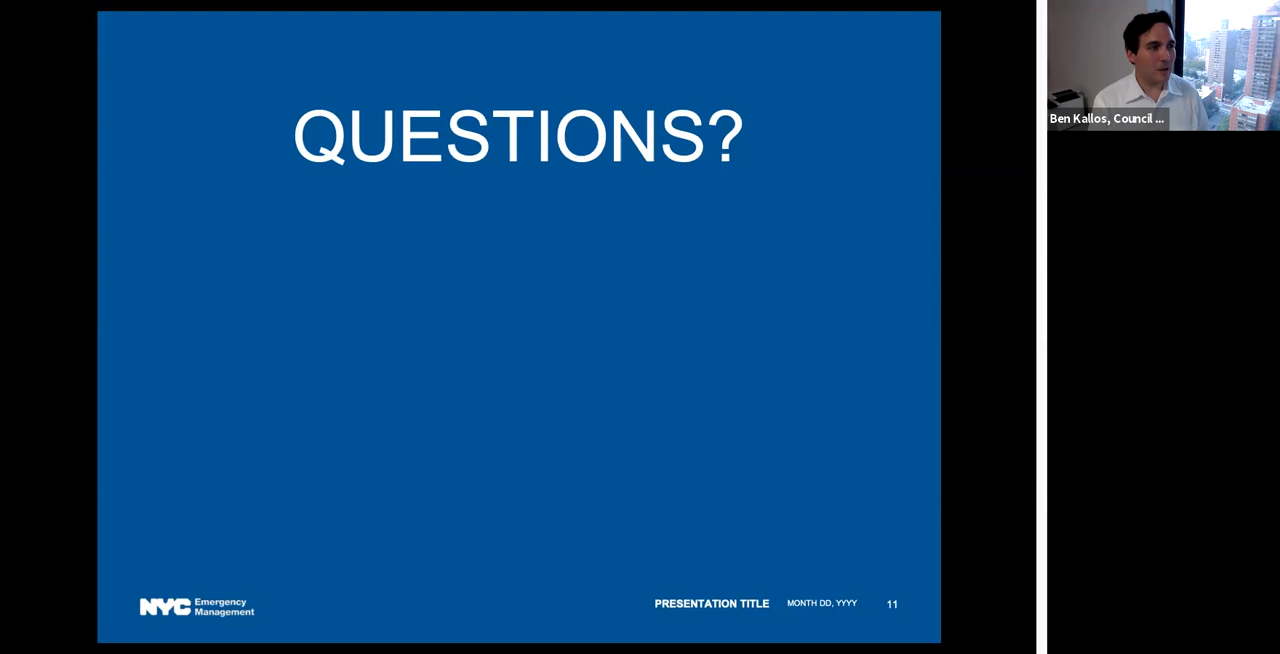 QUESTIONS?
Ben Kallos, Council ...
NYC Emergency
Management
PRESENTATION TITLE MONTH DD, YYYY 11